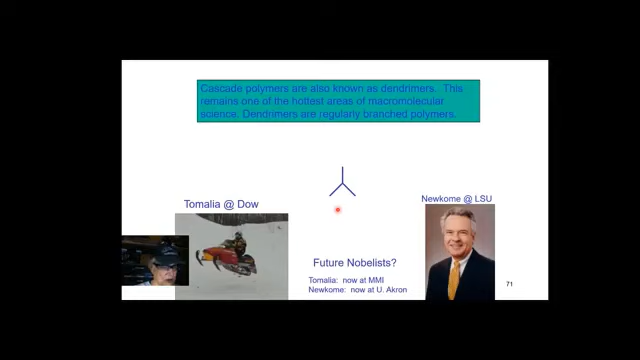 Cascade polymers are also known as dendrimers. This
remains one of the hottest areas of macromolecular
science. Dendrimers are regularly branched polymers.
Tomalia @ Dow
Newkome @ LSU
Future Nobelists?
Tomalia: now at MMI
Newkome: now at U. Akron
71